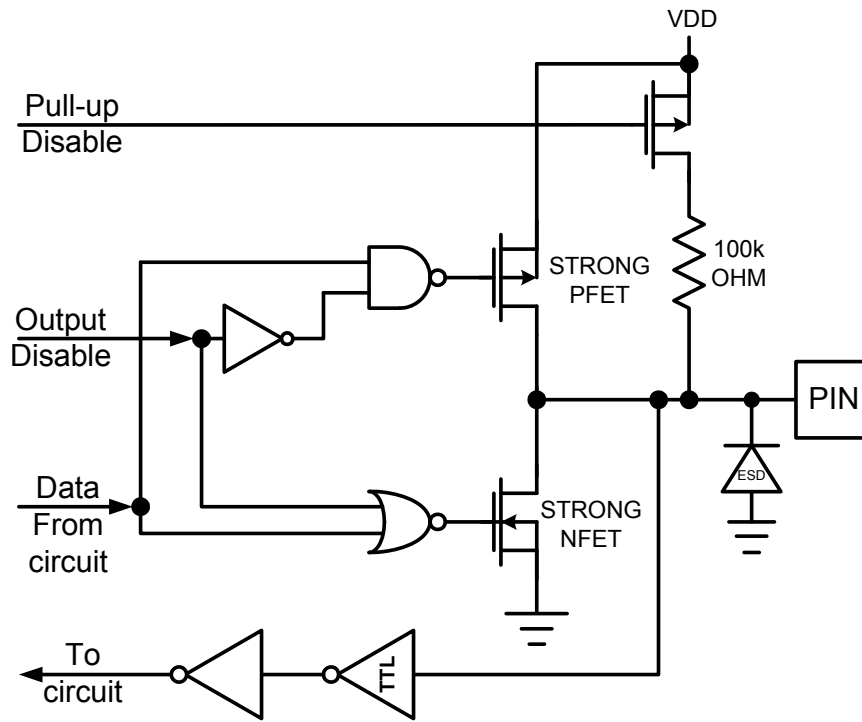 VDD
Pull-up
Disable
100k
OHM
STRONG
PFET
Output
Disable
PIN
ESD
Data
From
circuit
STRONG
NFET
To
circuit
TTL